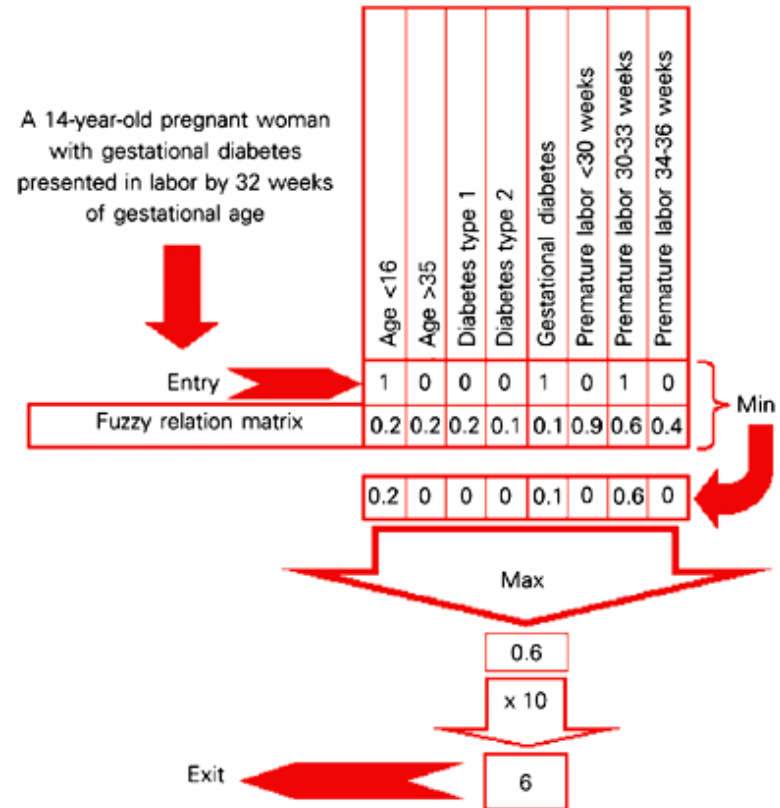 A 14-year-old pregnant woman
with gestational diabetes
presented in labor by 32 weeks
of gestational age
Age <16
Age >35
Diabetes type 1
Diabetes type 2
Gestational diabetes
Premature labor <30 weeks
Premature labor 30-33 weeks
Premature labor 34-36 weeks
Entry 1 0 0 0 1 0 1 0
Fuzzy relation matrix 0.2 0.2 0.2 0.1 0.1 0.9 0.6 0.4
Min
0.2 0 0 0 0.1 0 0.6 0
Max
0.6
x 10
Exit 6